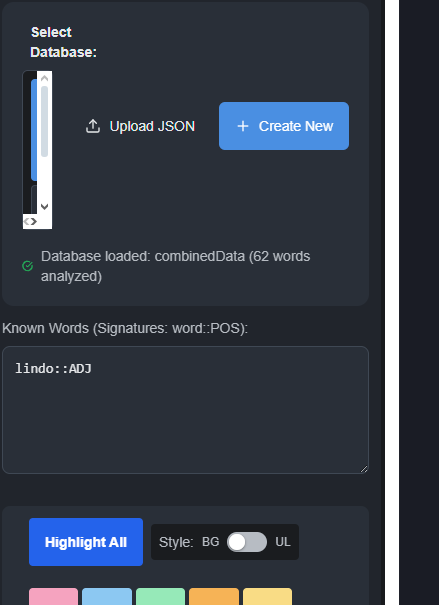 Select
Database:
Upload JSON
Create New
Database loaded: combinedData (62 words
analyzed)
Known Words (Signatures: word::POS):
lindo::ADJ
Highlight All
Style: BG UL